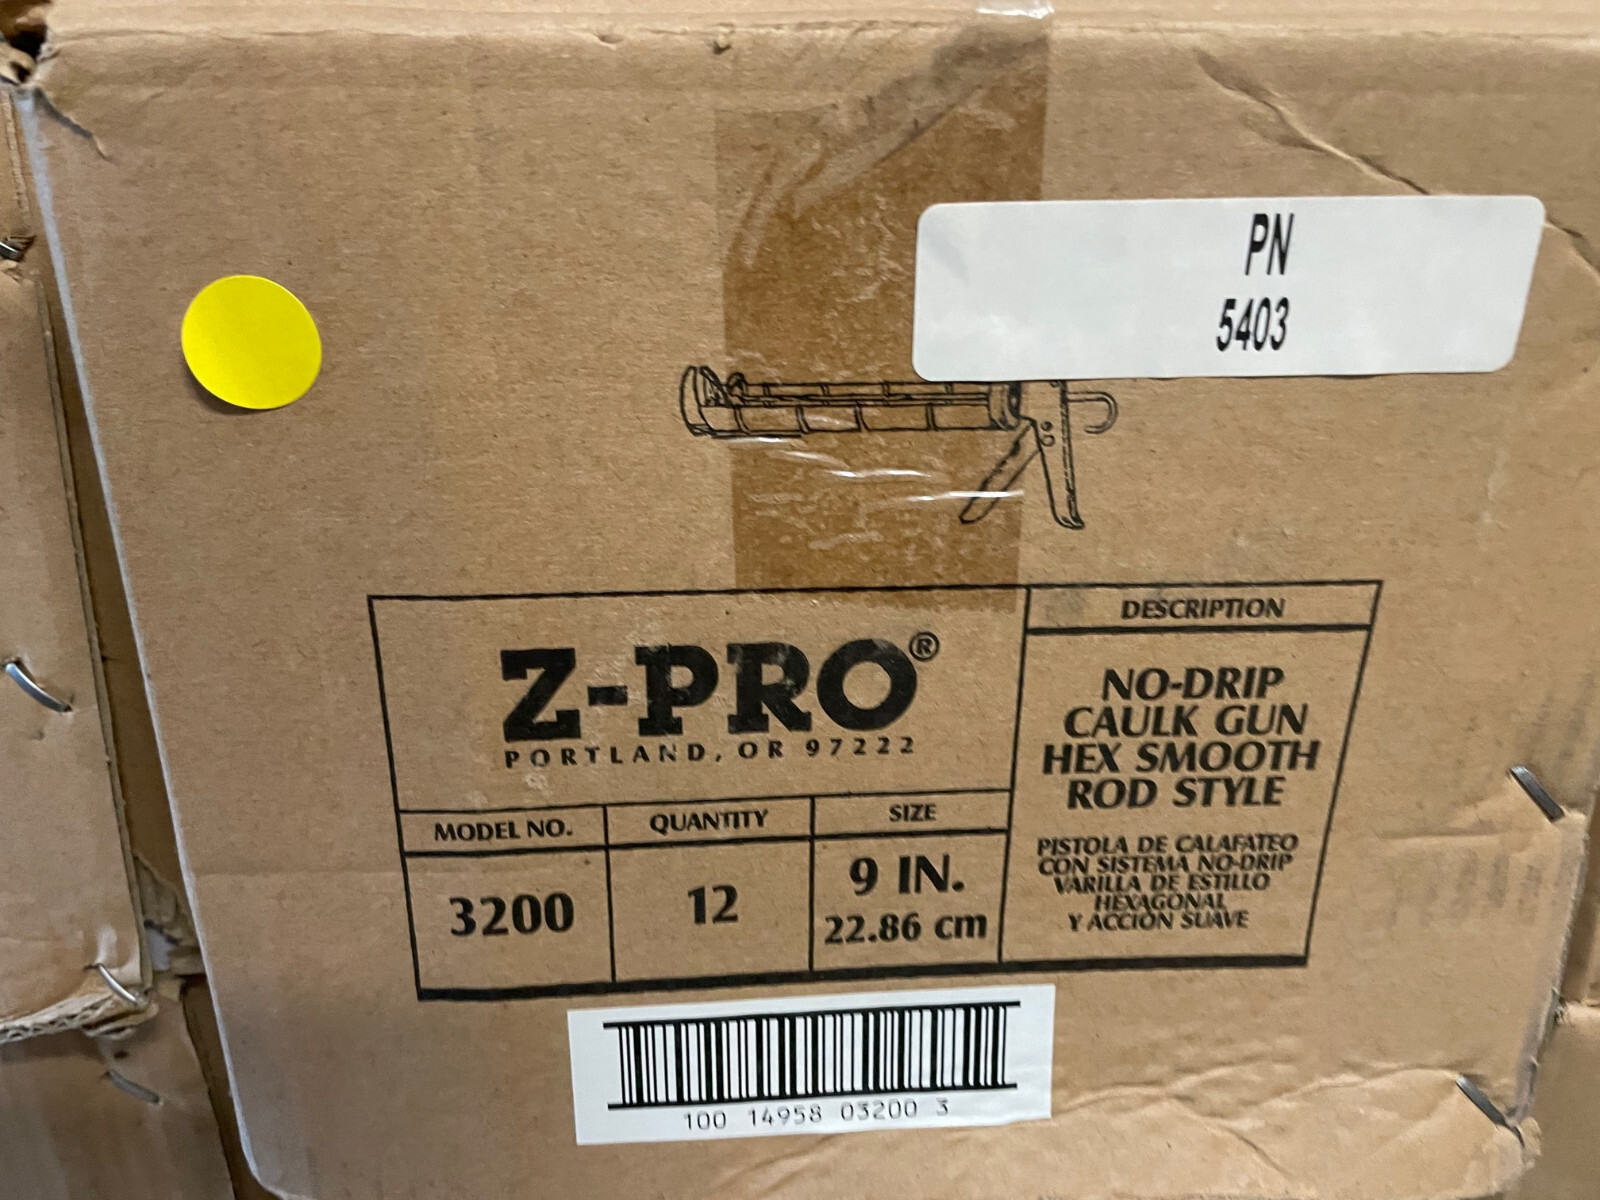 PN
5403
Z-PRO®
PORTLAND, OR 97222
DESCRIPTION
NO-DRIP
CAULK GUN
HEX SMOOTH
ROD STYLE
PISTOLA DE CALAFATEO
CON SISTEMA NO-DRIP
VARILLA DE ESTILLO
HEXAGONAL
Y ACCIÓN SUAVE
MODEL NO.
QUANTITY
SIZE
3200
12
9 IN.
22.86 cm
100 14958 03200 3